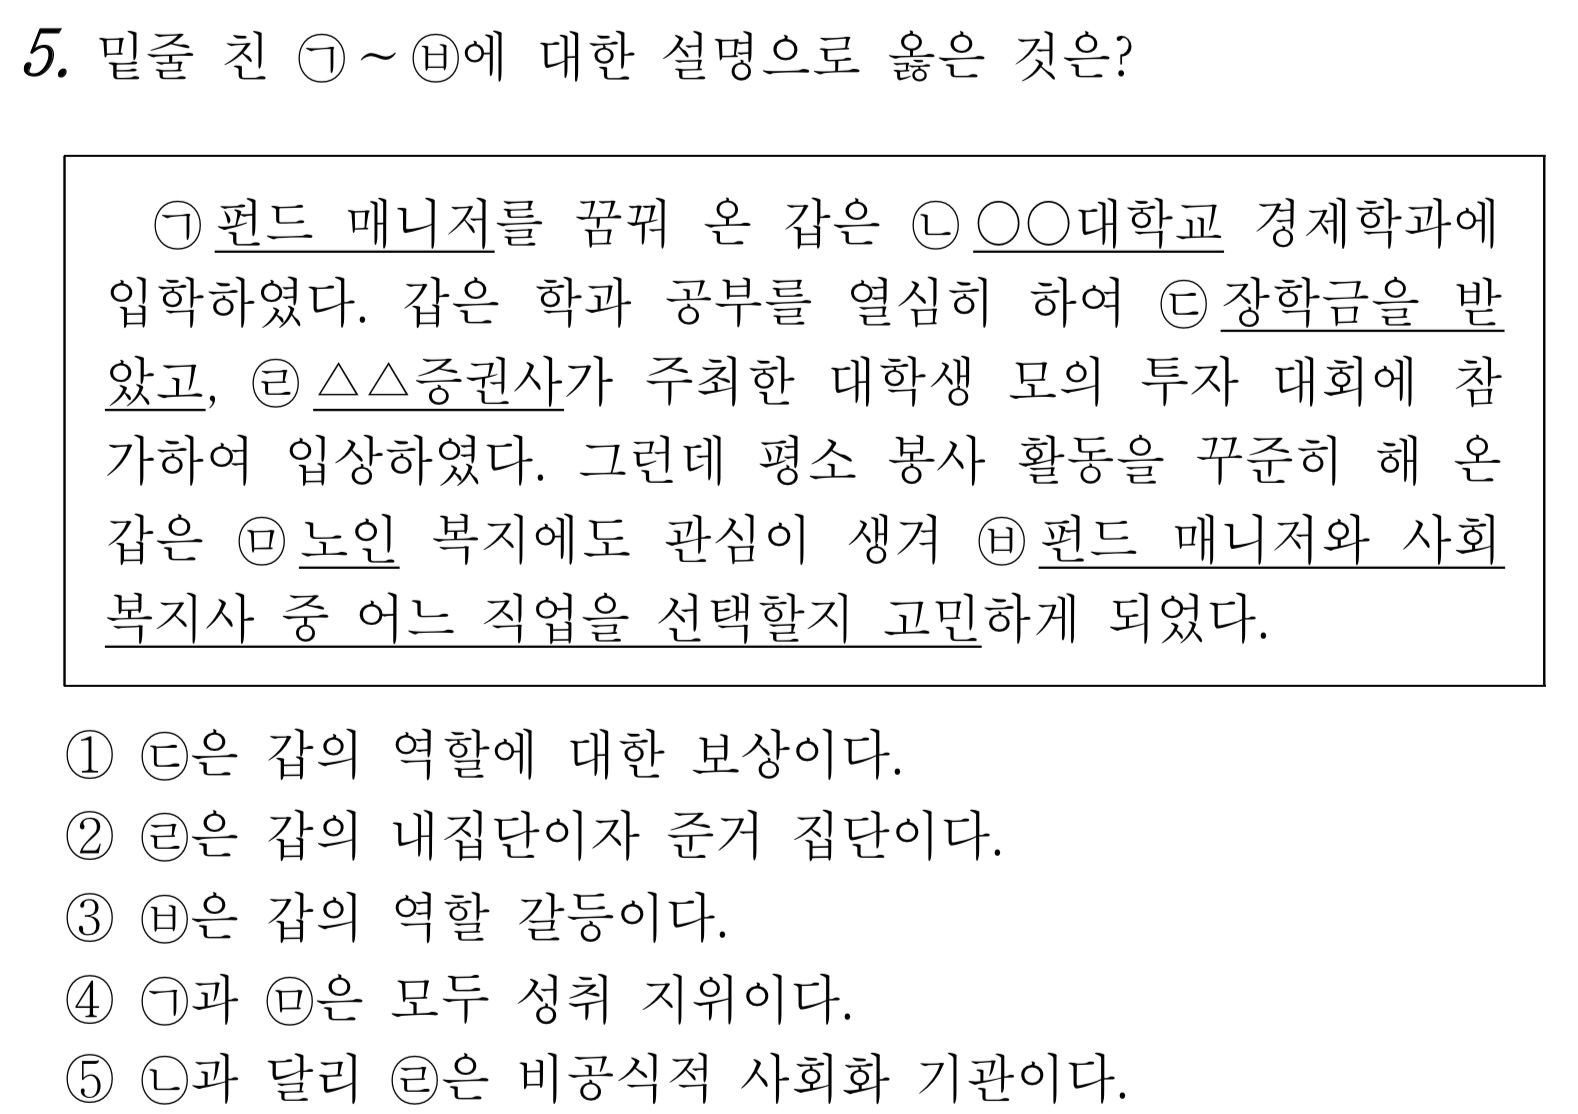 5. 밑줄 친 ㉠～㉥에 대한 설명으로 옳은 것은?
㉠펀드 매니저를 꿈꿔 온 갑은 ㉡○○대학교 경제학과에
입학하였다. 갑은 학과 공부를 열심히 하여 ㉢장학금을 받
았고, ㉣△△증권사가 주최한 대학생 모의 투자 대회에 참
가하여 입상하였다. 그런데 평소 봉사 활동을 꾸준히 해 온
갑은 ㉤노인 복지에도 관심이 생겨 ㉥펀드 매니저와 사회
복지사 중 어느 직업을 선택할지 고민하게 되었다.
① ㉢은 갑의 역할에 대한 보상이다.
② ㉣은 갑의 내집단이자 준거 집단이다.
③ ㉥은 갑의 역할 갈등이다.
④ ㉠과 ㉤은 모두 성취 지위이다.
⑤ ㉡과 달리 ㉣은 비공식적 사회화 기관이다.